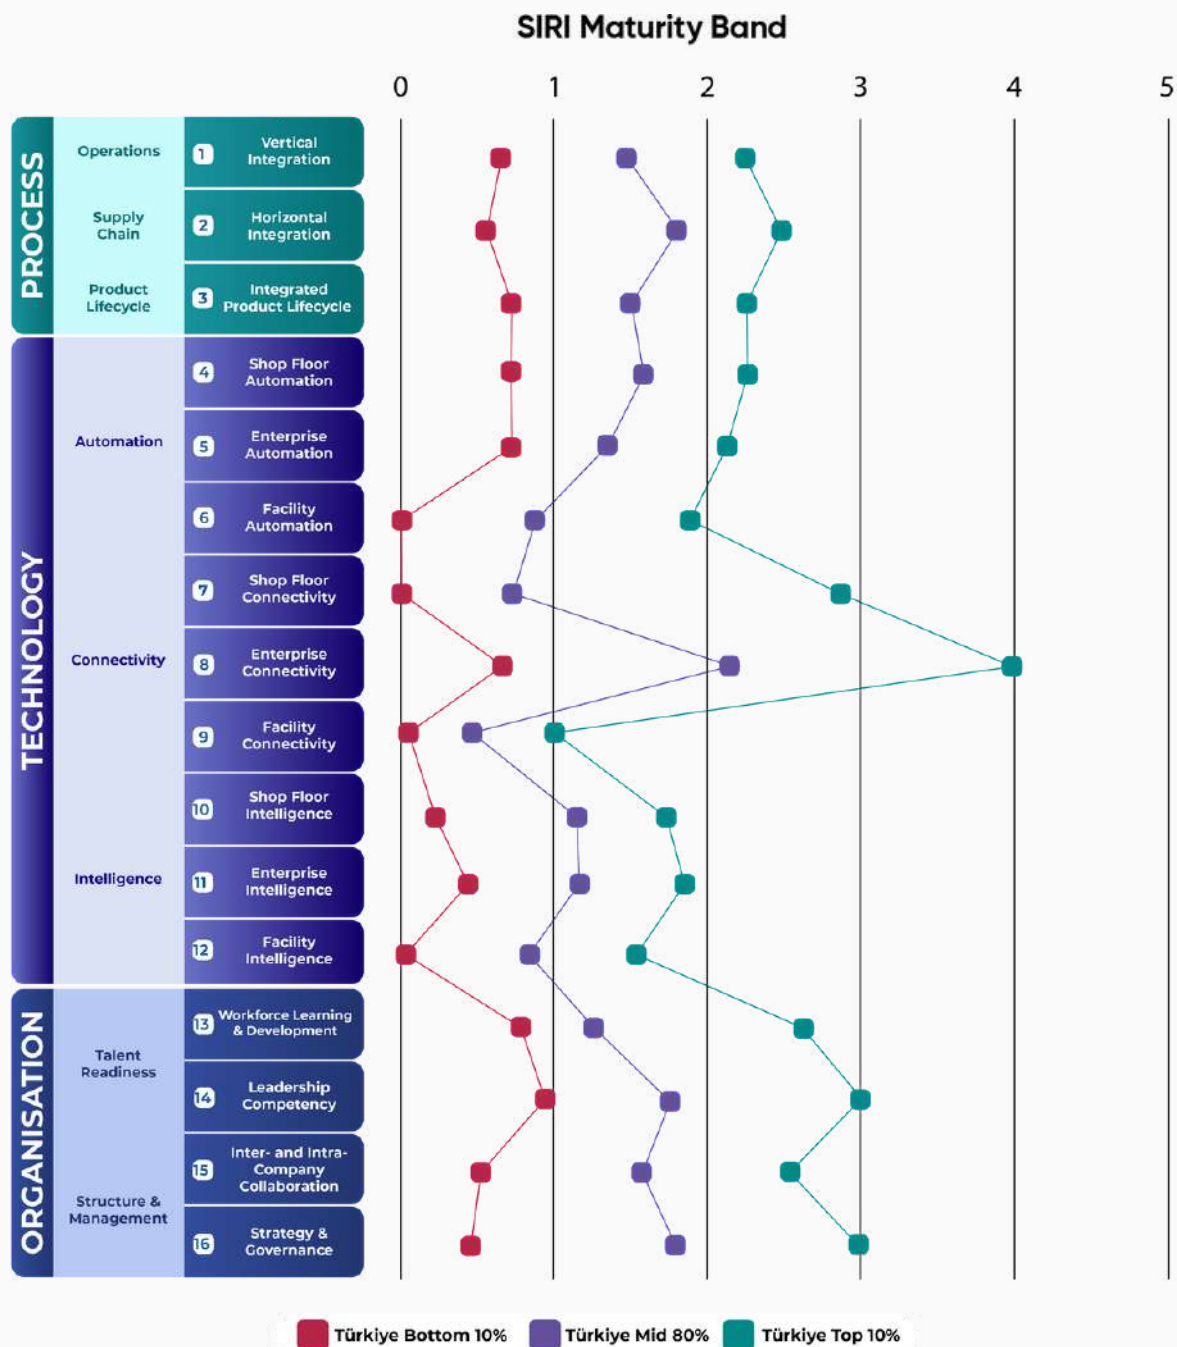 SIRI Maturity Band
0 1 2 3 4 5
PROCESS
Operations
1
Vertical
Integration
Supply
Chain
2
Horizontal
Integration
Product
Lifecycle
3
Integrated
Product Lifecycle
TECHNOLOGY
Automation
4
Shop Floor
Automation
5
Enterprise
Automation
6
Facility
Automation
Connectivity
7
Shop Floor
Connectivity
8
Enterprise
Connectivity
9
Facility
Connectivity
Intelligence
10
Shop Floor
Intelligence
11
Enterprise
Intelligence
12
Facility
Intelligence
ORGANISATION
Talent
Readiness
13
Workforce Learning
& Development
14
Leadership
Competency
Structure &
Management
15
Inter- and Intra-
Company
Collaboration
16
Strategy &
Governance
Türkiye Bottom 10% Türkiye Mid 80% Türkiye Top 10%